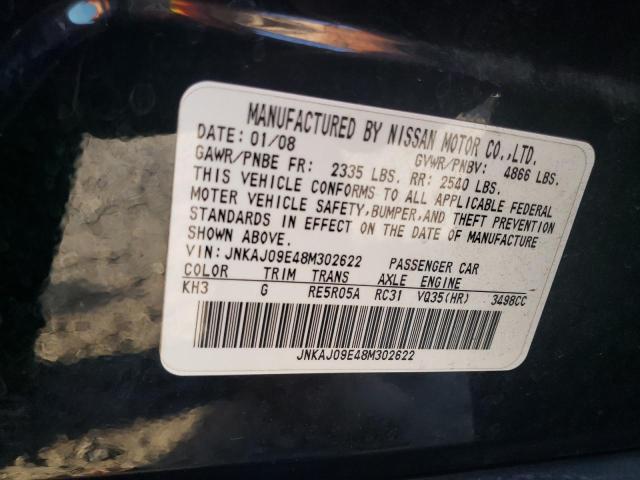 MANUFACTURED BY NISSAN MOTOR CO.,LTD.
DATE: 01/08 GVWR/PNBV: 4866 LBS.
GAWR/PNBE FR: 2335 LBS. RR: 2540 LBS.
THIS VEHICLE CONFORMS TO ALL APPLICABLE FEDERAL
MOTER VEHICLE SAFETY,BUMPER,AND THEFT PREVENTION
STANDARDS IN EFFECT ON THE DATE OF MANUFACTURE
SHOWN ABOVE.
VIN: JNKAJ09E48M302622 PASSENGER CAR
COLOR TRIM TRANS AXLE ENGINE
KH3 G RE5R05A RC31 VQ35(HR) 3498CC
JNKAJ09E48M302622